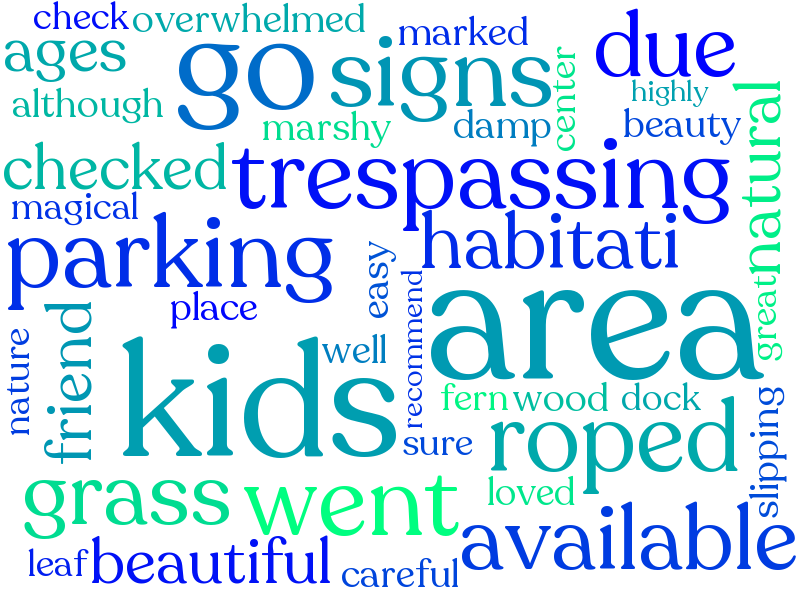 check
overwhelmed
marked
due
ages
go
signs
center
highly
although
marshy
damp
beauty
natural
checked
trespassing
magical
parking
habitati
easy
place
area
great
recommend
nature
friend
kids
well
fern
wood
dock
sure
roped
slipping
grass
went
loved
available
leaf
beautiful
careful